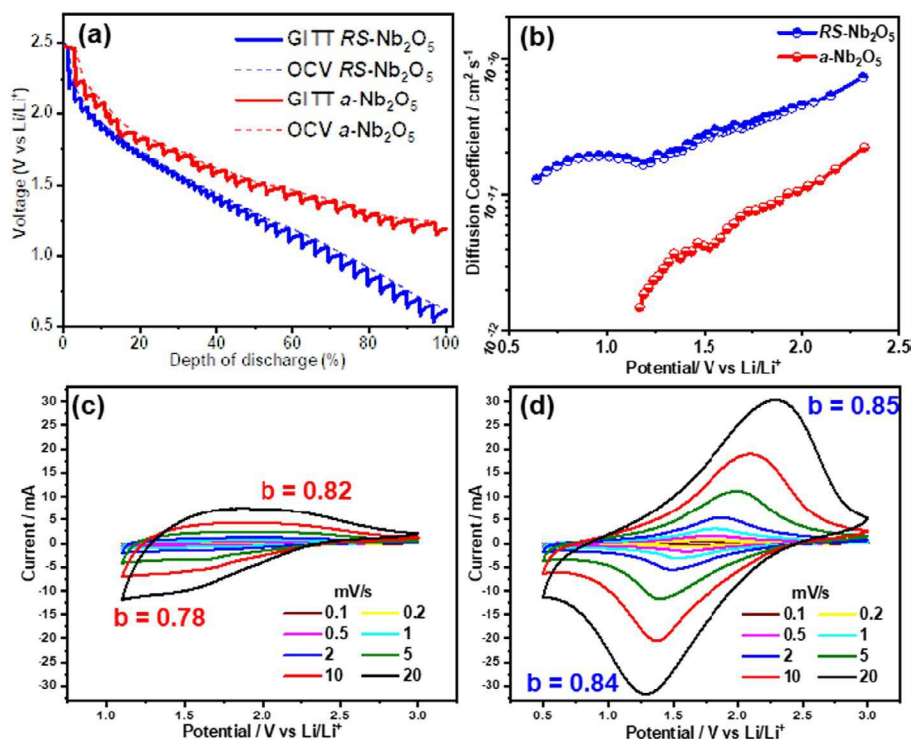 (a)
GITT RS-Nb₂O₅
OCV RS-Nb₂O₅
GITT a-Nb₂O₅
OCV a-Nb₂O₅
Voltage (V vs Li/Li⁺)
2.5
2.0
1.5
1.0
0.5
0 20 40 60 80 100
Depth of discharge (%)
(b)
RS-Nb₂O₅
a-Nb₂O₅
Diffusion Coefficient / cm² s⁻¹
10⁻¹⁰
10⁻¹¹
10⁻¹²
0.5 1.0 1.5 2.0 2.5
Potential/ V vs Li/Li⁺
(c)
b = 0.82
b = 0.78
Current / mA
30
25
20
15
10
5
0
-5
-10
-15
-20
-25
-30
mV/s
0.1 0.2
0.5 1
2 5
10 20
1.0 1.5 2.0 2.5 3.0
Potential / V vs Li/Li⁺
(d)
b = 0.85
b = 0.84
Current / mA
30
25
20
15
10
5
0
-5
-10
-15
-20
-25
-30
mV/s
0.1 0.2
0.5 1
2 5
10 20
0.5 1.0 1.5 2.0 2.5 3.0
Potential / V vs Li/Li⁺